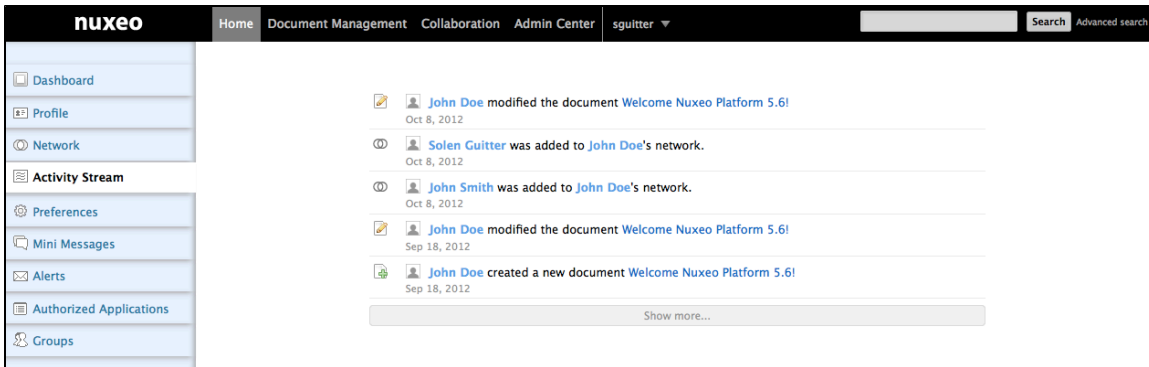 nuxeo
Home Document Management Collaboration Admin Center sguitter Search Advanced search
Dashboard
Profile
Network
Activity Stream
Preferences
Mini Messages
Alerts
Authorized Applications
Groups
John Doe modified the document Welcome Nuxeo Platform 5.6!
Oct 8, 2012
Solen Guitter was added to John Doe's network.
Oct 8, 2012
John Smith was added to John Doe's network.
Oct 8, 2012
John Doe modified the document Welcome Nuxeo Platform 5.6!
Sep 18, 2012
John Doe created a new document Welcome Nuxeo Platform 5.6!
Sep 18, 2012
Show more...